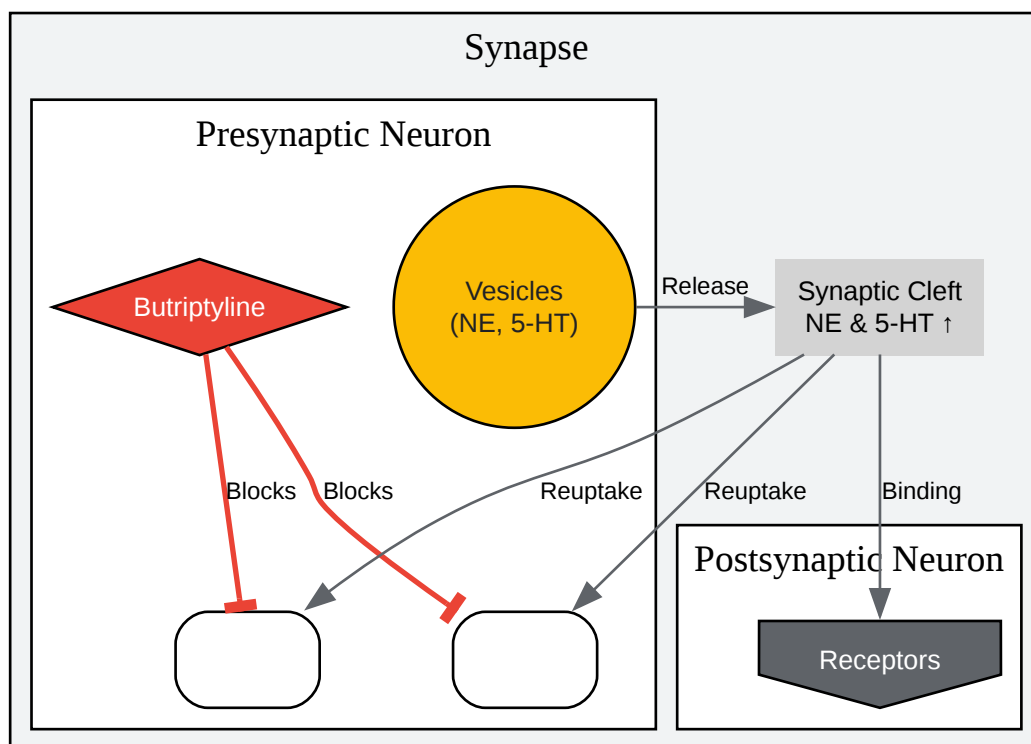 Synapse
Presynaptic Neuron
Butriptyline
Vesicles
(NE, 5-HT)
Release
Synaptic Cleft
NE & 5-HT ↑
Blocks
Blocks
Reuptake
Reuptake
Binding
Postsynaptic Neuron
Receptors